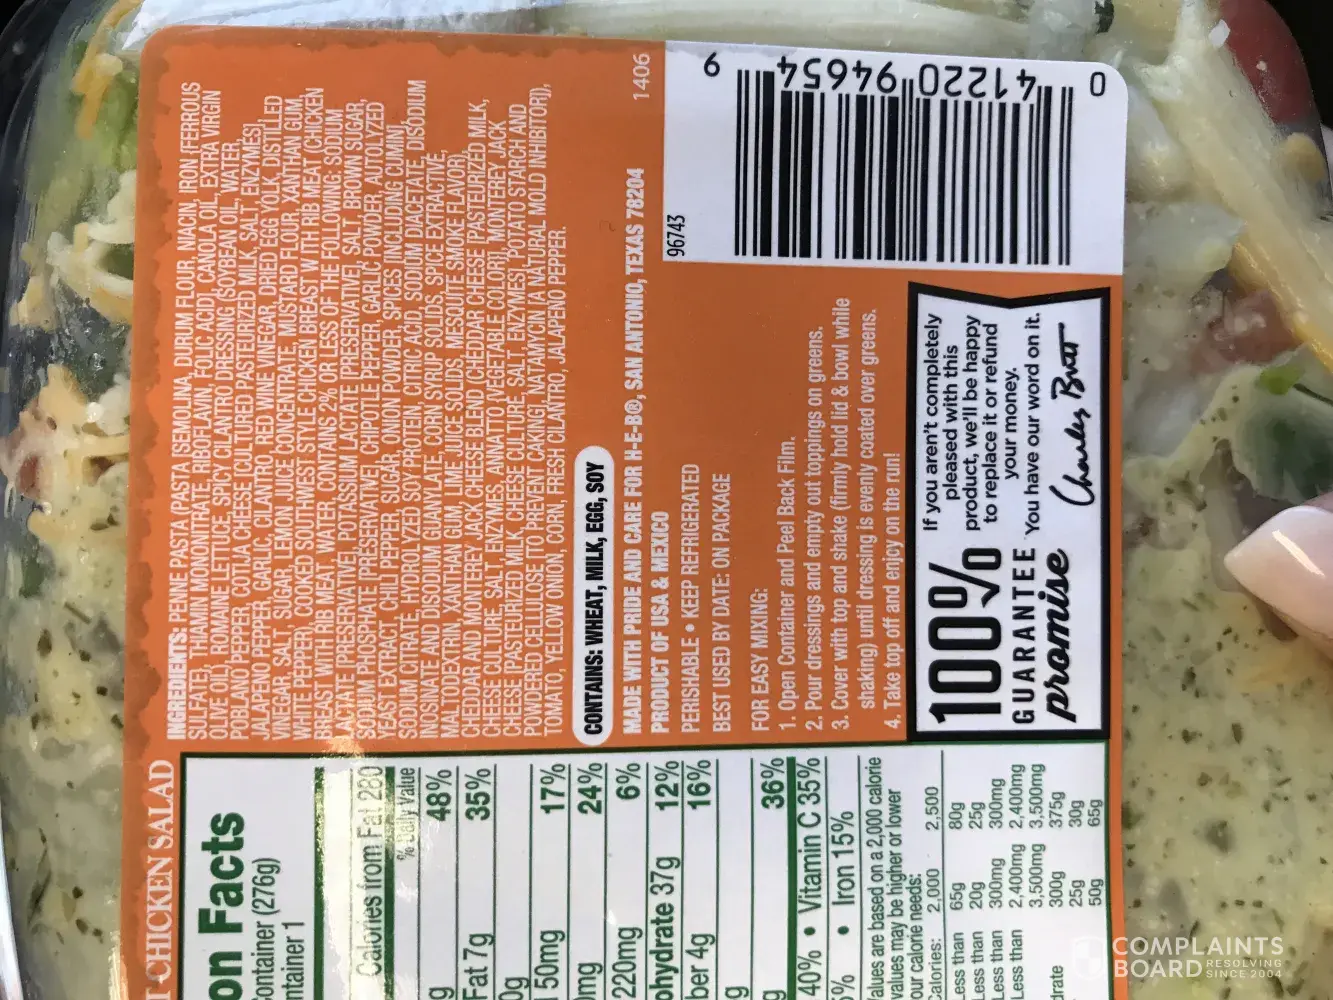 CHICKEN SALAD
on Facts
ontainer (276g)
ntainer 1
Calories from Fat 280
% Daily Value
g 48%
Fat 7g 35%
0g
50mg 17%
0mg 24%
220mg 6%
ohydrate 37g 12%
ber 4g 16%
g
g 36%
40% • Vitamin C 35%
• Iron 15%
alues are based on a 2,000 calorie
values may be higher or lower
our calorie needs:
Calories: 2,000 2,500
Less than 65g 80g
Less than 20g 25g
Less than 300mg 300mg
Less than 2,400mg 2,400mg
3,500mg 3,500mg
drate 300g 375g
25g 30g
50g 65g
INGREDIENTS: PENNE PASTA (PASTA (SEMOLINA, DURUM FLOUR, NIACIN, IRON [FERROUS
SULFATE], THIAMIN MONONITRATE, RIBOFLAVIN, FOLIC ACID), CANOLA OIL, EXTRA VIRGIN
OLIVE OIL), ROMAINE LETTUCE, SPICY CILANTRO DRESSING (SOYBEAN OIL, WATER,
POBLANO PEPPER, COTIJA CHEESE [CULTURED PASTEURIZED MILK, SALT, ENZYMES],
JALAPENO PEPPER, GARLIC, CILANTRO, RED WINE VINEGAR, DRIED EGG YOLK, DISTILLED
VINEGAR, SALT, SUGAR, LEMON JUICE CONCENTRATE, MUSTARD FLOUR, XANTHAN GUM,
WHITE PEPPER), COOKED SOUTHWEST STYLE CHICKEN BREAST WITH RIB MEAT (CHICKEN
BREAST WITH RIB MEAT, WATER, CONTAINS 2% OR LESS OF THE FOLLOWING: SODIUM
LACTATE [PRESERVATIVE], POTASSIUM LACTATE [PRESERVATIVE], SALT, BROWN SUGAR,
SODIUM PHOSPHATE [PRESERVATIVE], CHIPOTLE PEPPER, GARLIC POWDER, AUTOLYZED
YEAST EXTRACT, CHILI PEPPER, SUGAR, ONION POWDER, SPICES [INCLUDING CUMIN],
SODIUM CITRATE, HYDROLYZED SOY PROTEIN, CITRIC ACID, SODIUM DIACETATE, DISODIUM
INOSINATE AND DISODIUM GUANYLATE, CORN SYRUP SOLIDS, SPICE EXTRACTIVE,
MALTODEXTRIN, XANTHAN GUM, LIME JUICE SOLIDS, MESQUITE SMOKE FLAVOR),
CHEDDAR AND MONTEREY JACK CHEESE BLEND (CHEDDAR CHEESE [PASTEURIZED MILK,
CHEESE CULTURE, SALT, ENZYMES, ANNATTO (VEGETABLE COLOR)], MONTEREY JACK
CHEESE [PASTEURIZED MILK, CHEESE CULTURE, SALT, ENZYMES], POTATO STARCH AND
POWDERED CELLULOSE [TO PREVENT CAKING], NATAMYCIN [A NATURAL MOLD INHIBITOR]),
TOMATO, YELLOW ONION, CORN, FRESH CILANTRO, JALAPENO PEPPER.
CONTAINS: WHEAT, MILK, EGG, SOY
MADE WITH PRIDE AND CARE FOR H-E-B®, SAN ANTONIO, TEXAS 78204
1406
PRODUCT OF USA & MEXICO
PERISHABLE • KEEP REFRIGERATED
BEST USED BY DATE: ON PACKAGE
FOR EASY MIXING:
1. Open Container and Peel Back Film.
2. Pour dressings and empty out toppings on greens.
3. Cover with top and shake (firmly hold lid & bowl while
shaking) until dressing is evenly coated over greens.
4. Take top off and enjoy on the run!
96743
0 41220 94654 9
100%
GUARANTEE
promise
If you aren't completely
pleased with this
product, we'll be happy
to replace it or refund
your money.
You have our word on it.
Charles Butt
COMPLAINTS
BOARD RESOLVING
SINCE 2004